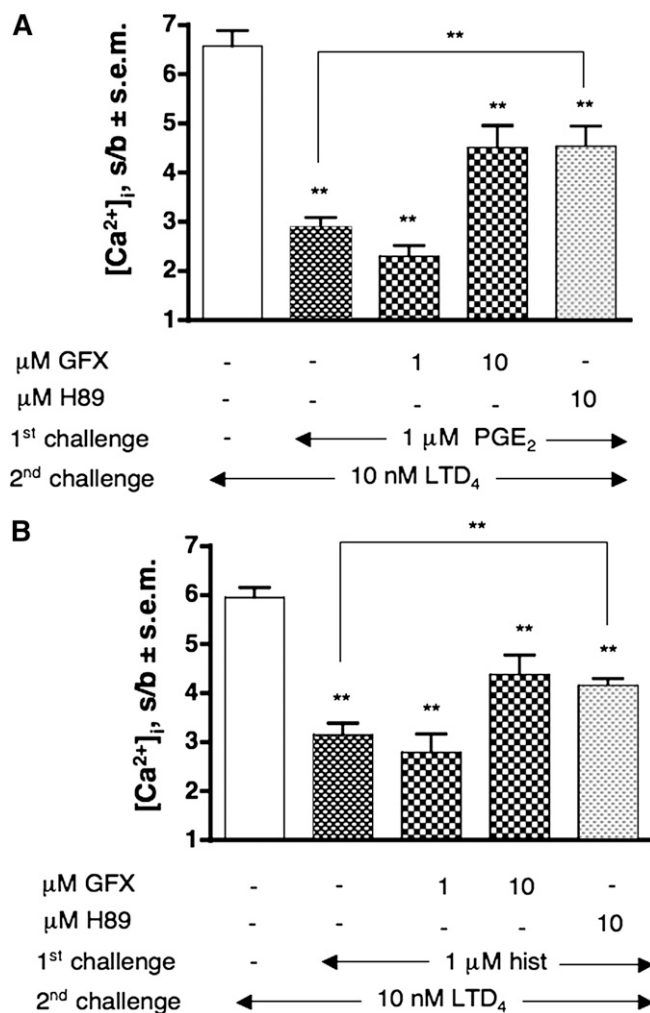 A
7
6
5
4
3
2
1
[Ca²⁺]ᵢ, s/b ± s.e.m.
**
** ** ** **
μM GFX - - 1 10 -
μM H89 - - - - 10
1ˢᵗ challenge - 1 μM PGE₂
2ⁿᵈ challenge 10 nM LTD₄
B
7
6
5
4
3
2
1
[Ca²⁺]ᵢ, s/b ± s.e.m.
**
** ** ** **
μM GFX - - 1 10 -
μM H89 - - - - 10
1ˢᵗ challenge - 1 μM hist
2ⁿᵈ challenge 10 nM LTD₄